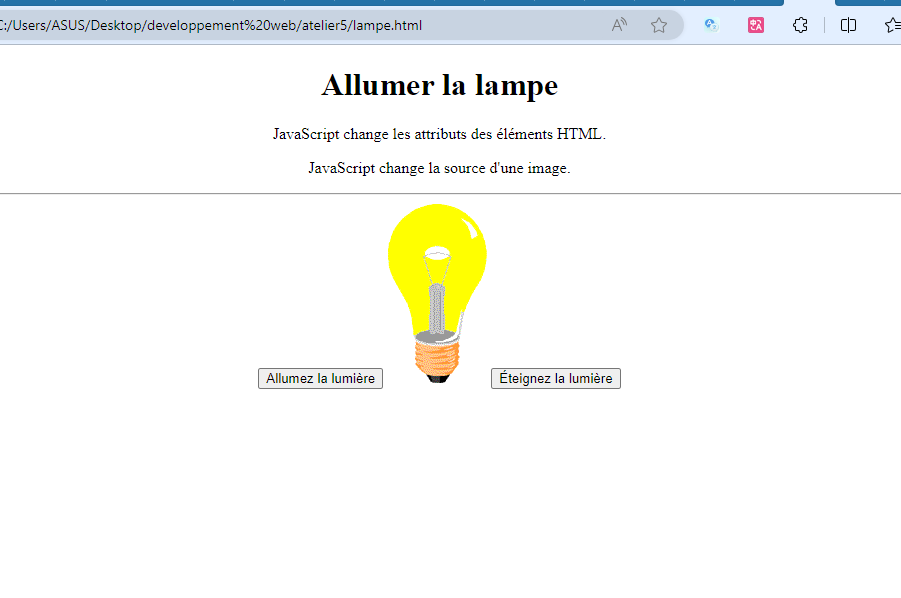 C:/Users/ASUS/Desktop/developpement%20web/atelier5/lampe.html
Allumer la lampe
JavaScript change les attributs des éléments HTML.
JavaScript change la source d'une image.
Allumez la lumière
Éteignez la lumière